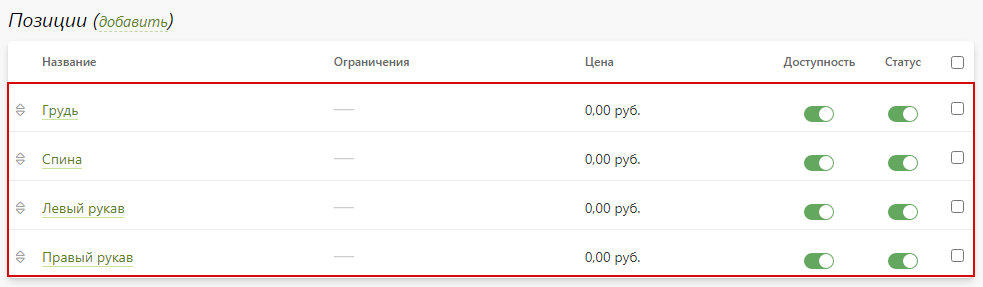 Позиции (добавить)
Название Ограничения Цена Доступность Статус
Грудь — 0,00 руб.
Спина — 0,00 руб.
Левый рукав — 0,00 руб.
Правый рукав — 0,00 руб.